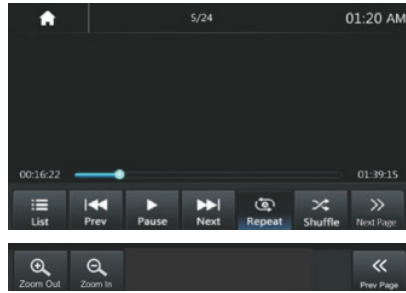 5/24 01:20 AM
00:16:22 01:39:15
List Prev Pause Next Repeat Shuffle Next Page
Zoom Out Zoom In Prev Page